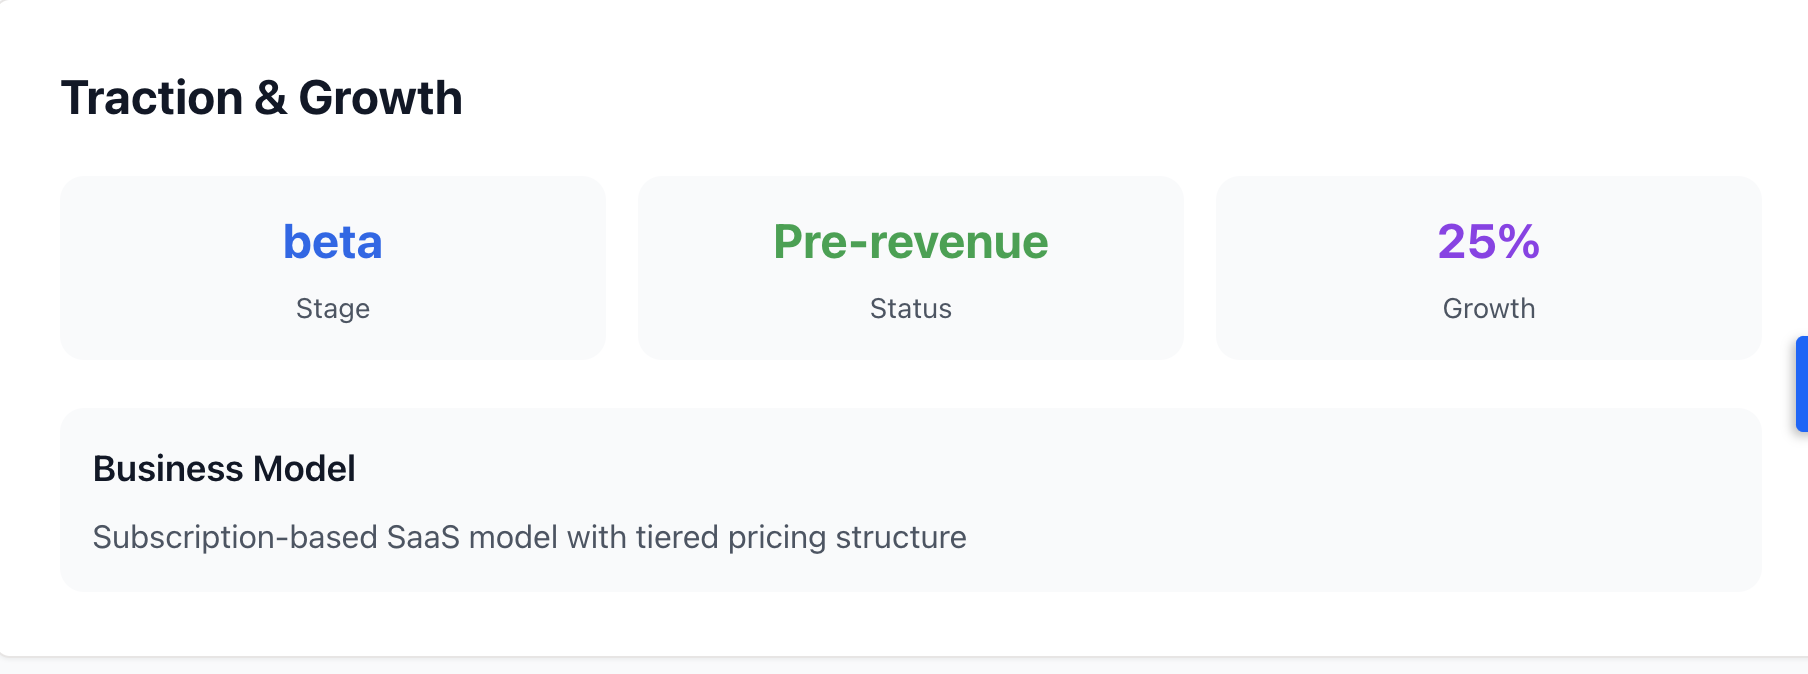 Traction & Growth
beta
Stage
Pre-revenue
Status
25%
Growth
Business Model
Subscription-based SaaS model with tiered pricing structure